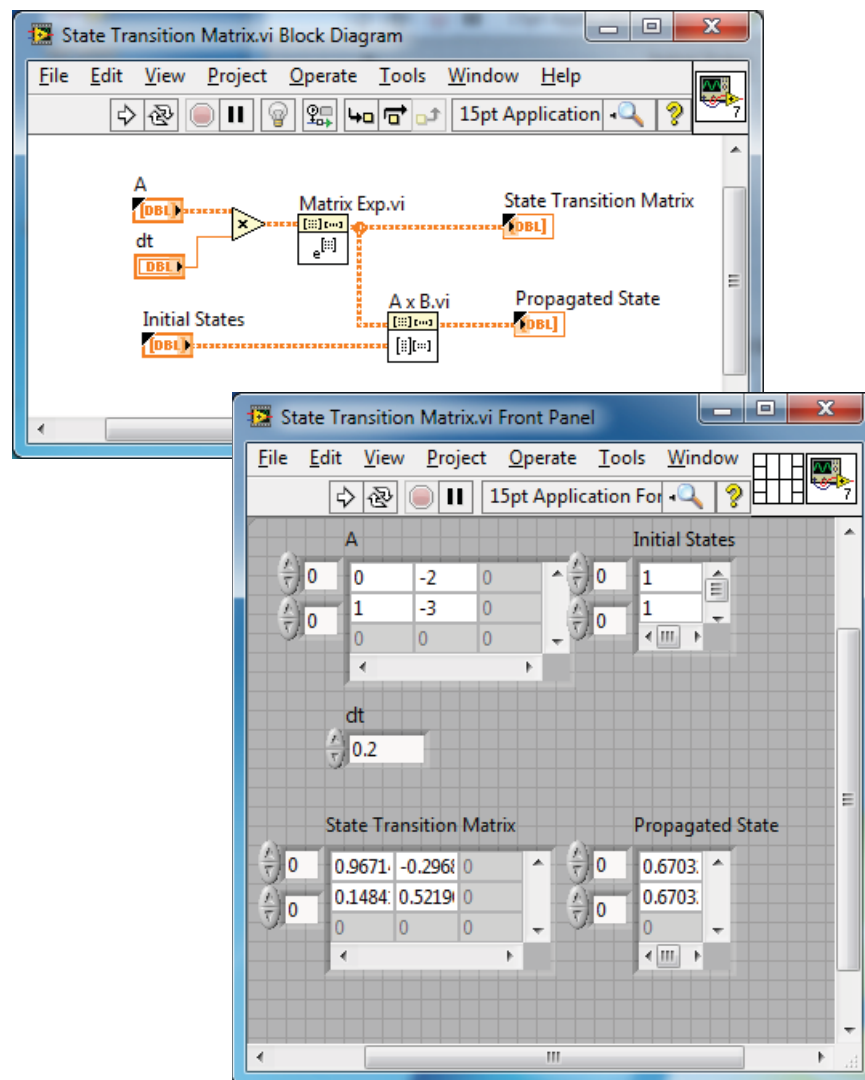 State Transition Matrix.vi Block Diagram
File Edit View Project Operate Tools Window Help
15pt Application
7
A
[DBL]
dt
DBL
Matrix Exp.vi
e
State Transition Matrix
DBL]
Initial States
[DBL]
A x B.vi
Propagated State
DBL]
State Transition Matrix.vi Front Panel
File Edit View Project Operate Tools Window
15pt Application For
7
A Initial States
0 0 -2 0 0 1
0 1 -3 0 0 1
0 0 0
dt
0.2
State Transition Matrix Propagated State
0 0.9671 -0.296 0 0 0.6703
0 0.1484 0.5219 0 0 0.6703
0 0 0 0